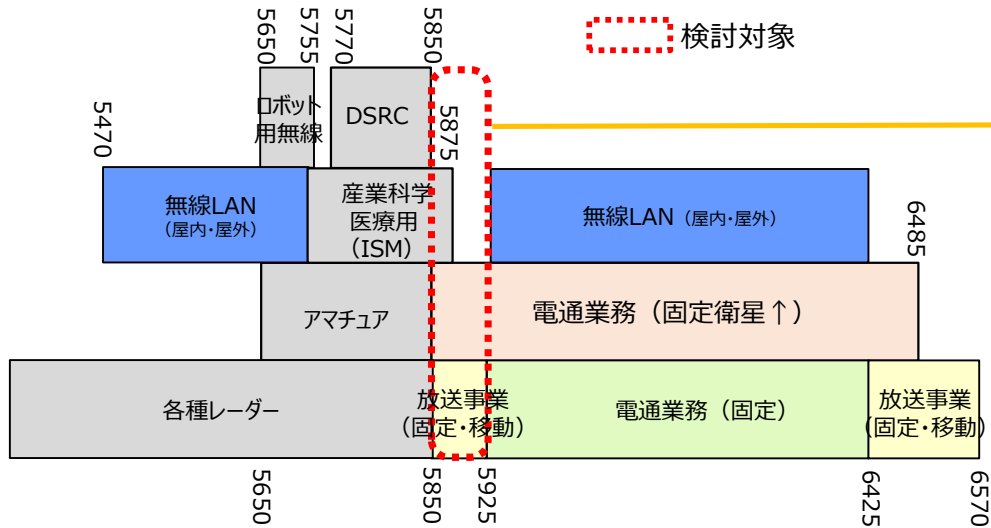 検討対象
5650
5755
5770
5850
ロボット
用無線
DSRC
5470
5875
無線LAN
(屋内・屋外)
産業科学
医療用
(ISM)
無線LAN (屋内・屋外)
6485
アマチュア
電通業務(固定衛星↑)
各種レーダー
放送事業
(固定・移動)
電通業務(固定)
放送事業
(固定・移動)
5650
5850
5925
6425
6570